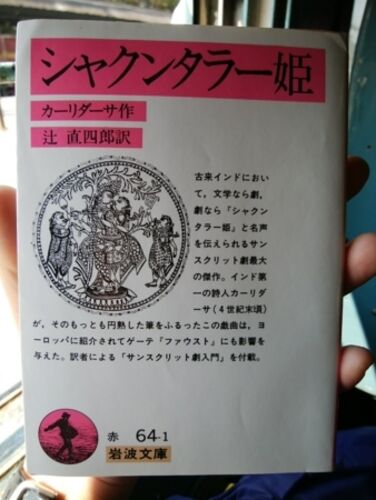 シャクンタラー姫
カーリダーサ作
辻 直四郎訳
古来インドにおい
て，文学なら劇，
劇なら『シャクン
タラー姫』と名声
を伝えられるサンス
クリット劇最大
の傑作。インド第
一の詩人カーリダ
ーサ（４世紀末頃）
が，そのもっとも円熟した筆をふるったこの戯曲は，ヨ
ーロッパに紹介されてゲーテ『ファウスト』にも影響を
与えた。訳者による「サンスクリット劇入門」を付載。
赤 64-1
岩波文庫